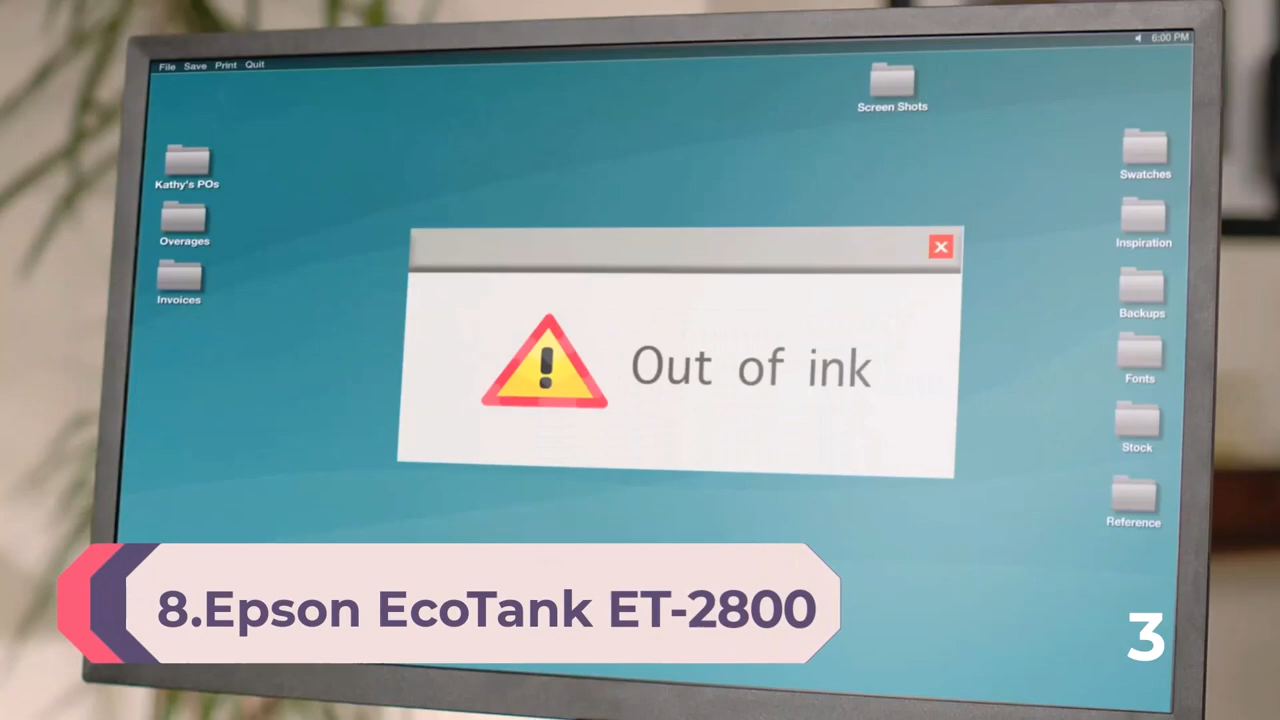 File Save Print Quit
6:00 PM
Screen Shots
Kathy's POs
Overages
Invoices
Swatches
Inspiration
Backups
Fonts
Stock
Reference
Out of ink
8.Epson EcoTank ET-2800
3